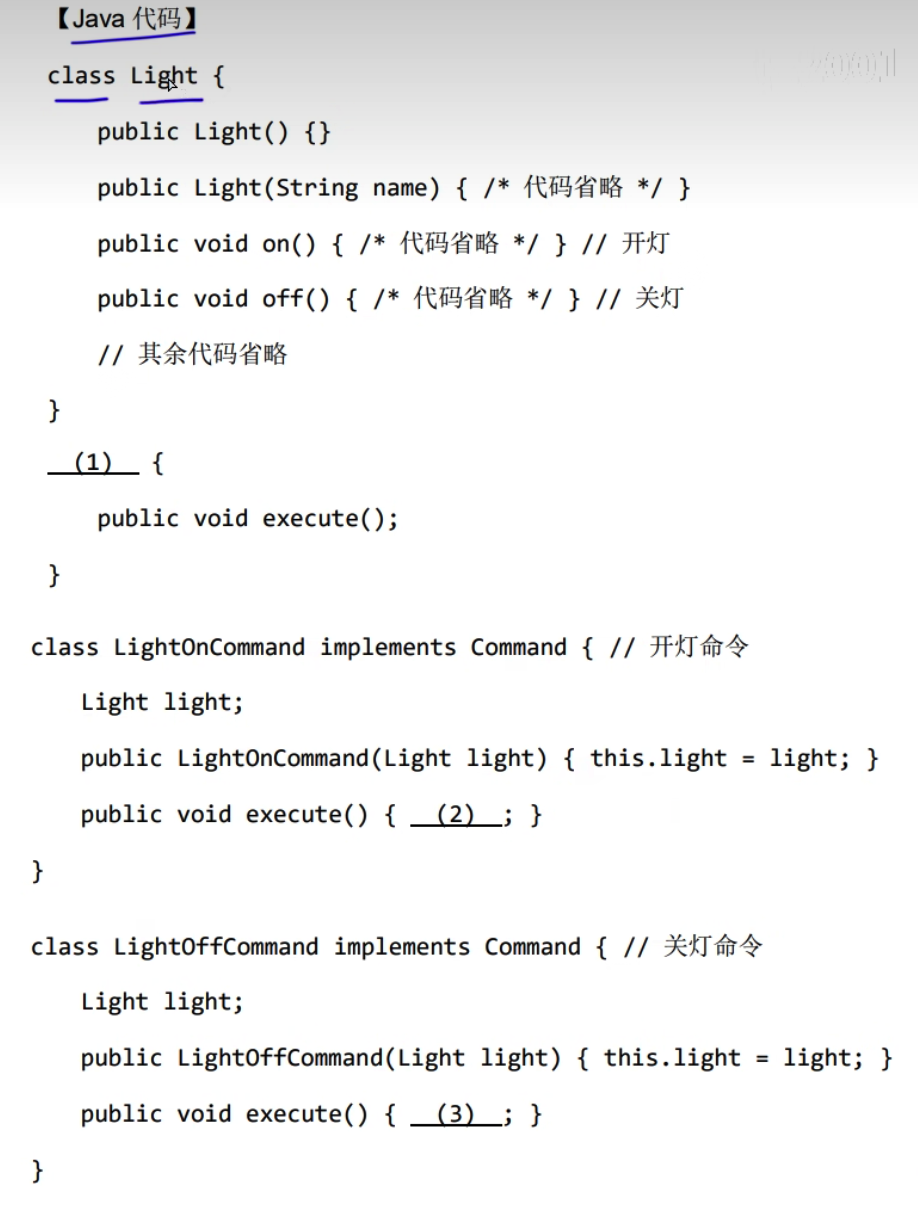 【Java 代码】
class Light {
public Light() {}
public Light(String name) { /* 代码省略 */ }
public void on() { /* 代码省略 */ } // 开灯
public void off() { /* 代码省略 */ } // 关灯
// 其余代码省略
}
(1) {
public void execute();
}
class LightOnCommand implements Command { // 开灯命令
Light light;
public LightOnCommand(Light light) { this.light = light; }
public void execute() { (2) ; }
}
class LightOffCommand implements Command { // 关灯命令
Light light;
public LightOffCommand(Light light) { this.light = light; }
public void execute() { (3) ; }
}